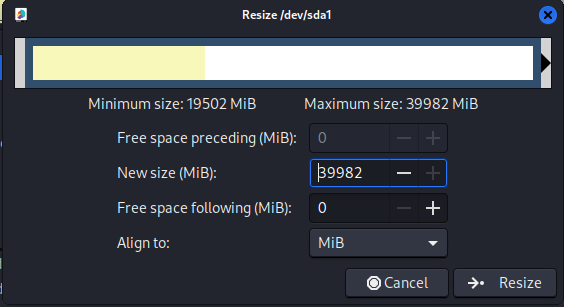 Resize /dev/sda1
Minimum size: 19502 MiB Maximum size: 39982 MiB
Free space preceding (MiB): 0
New size (MiB): 39982
Free space following (MiB): 0
Align to: MiB
Cancel Resize